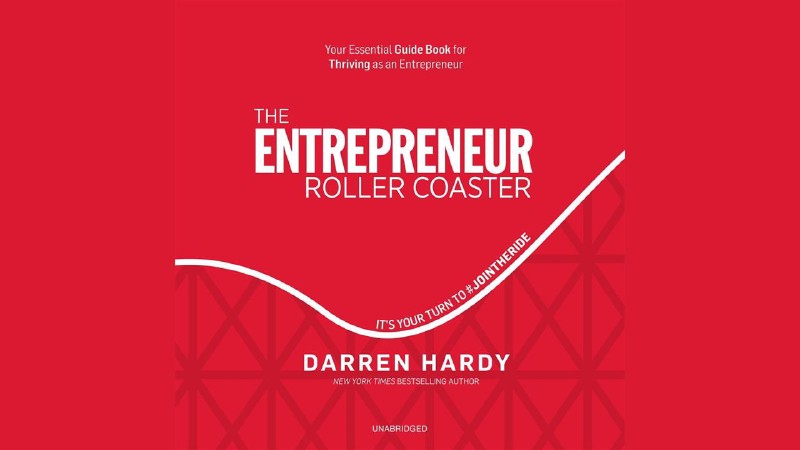 Your Essential Guide Book for
Thriving as an Entrepreneur
THE
ENTREPRENEUR
ROLLER COASTER
IT'S YOUR TURN TO #JOINTHERIDE
DARREN HARDY
NEW YORK TIMES BESTSELLING AUTHOR
UNABRIDGED